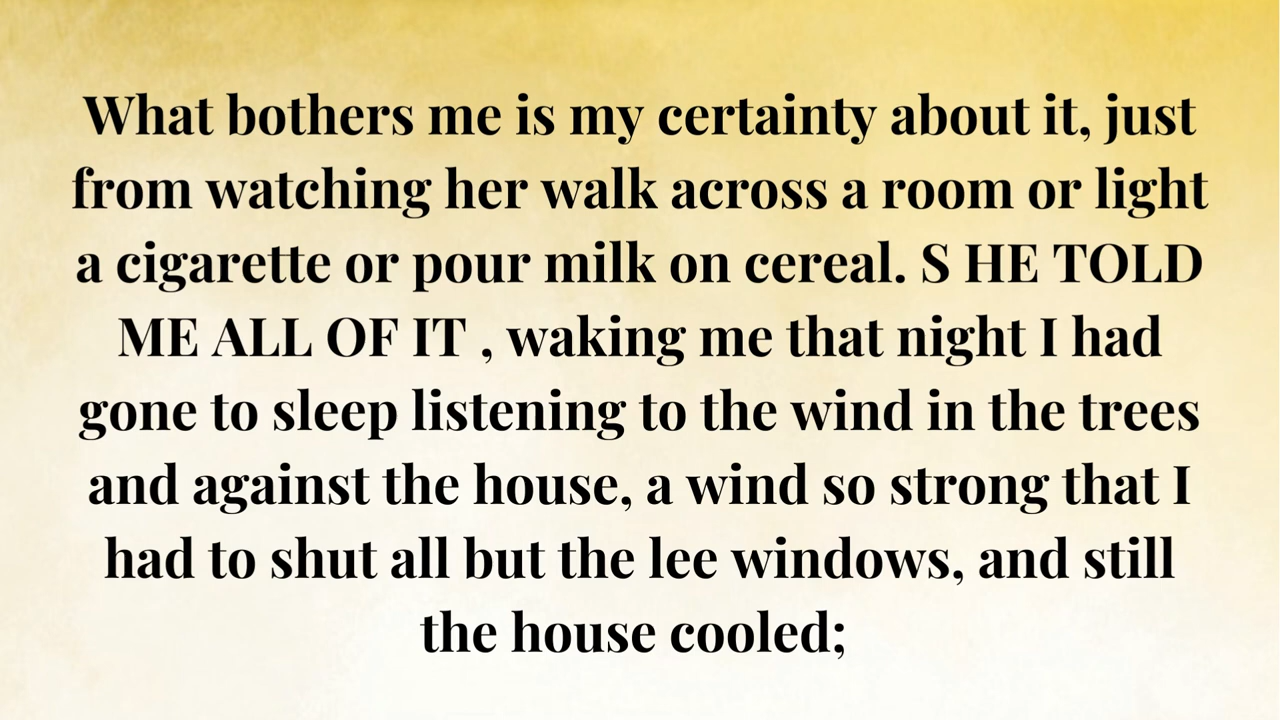 What bothers me is my certainty about it, just
from watching her walk across a room or light
a cigarette or pour milk on cereal. S HE TOLD
ME ALL OF IT , waking me that night I had
gone to sleep listening to the wind in the trees
and against the house, a wind so strong that I
had to shut all but the lee windows, and still
the house cooled;